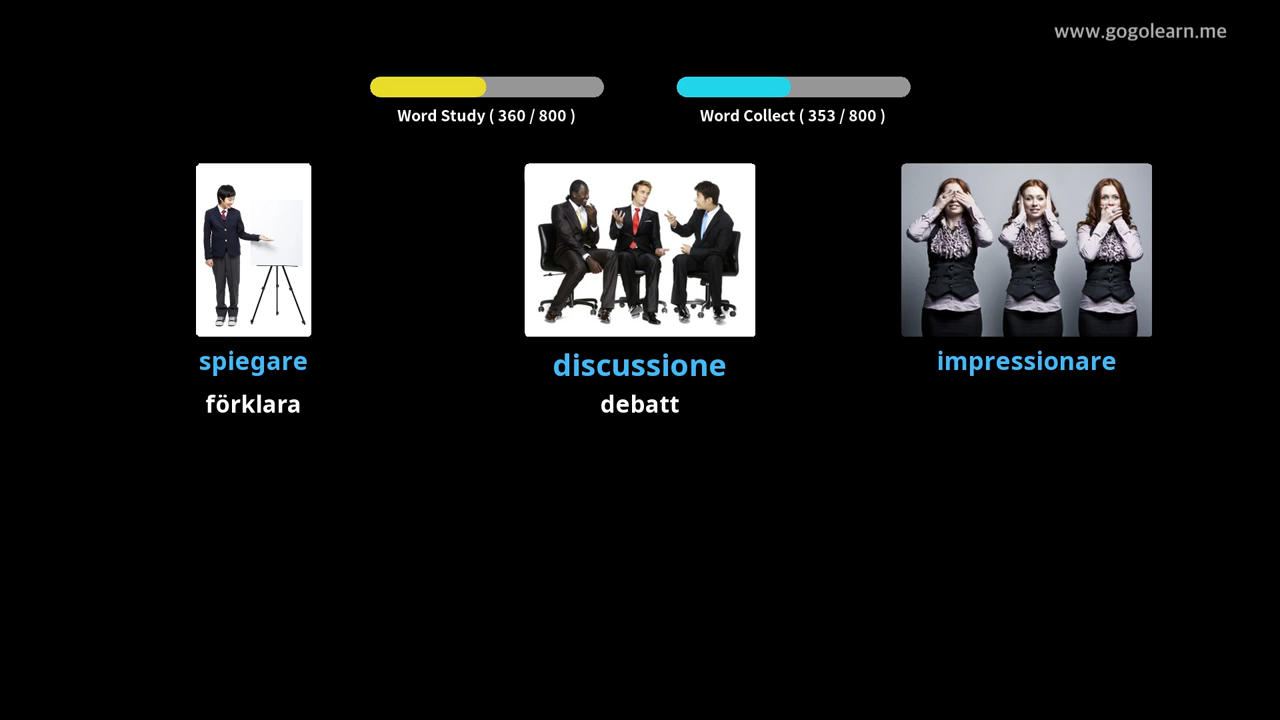 www.gogolearn.me
Word Study ( 360 / 800 )
Word Collect ( 353 / 800 )
spiegare
discussione
impressionare
förklara
debatt